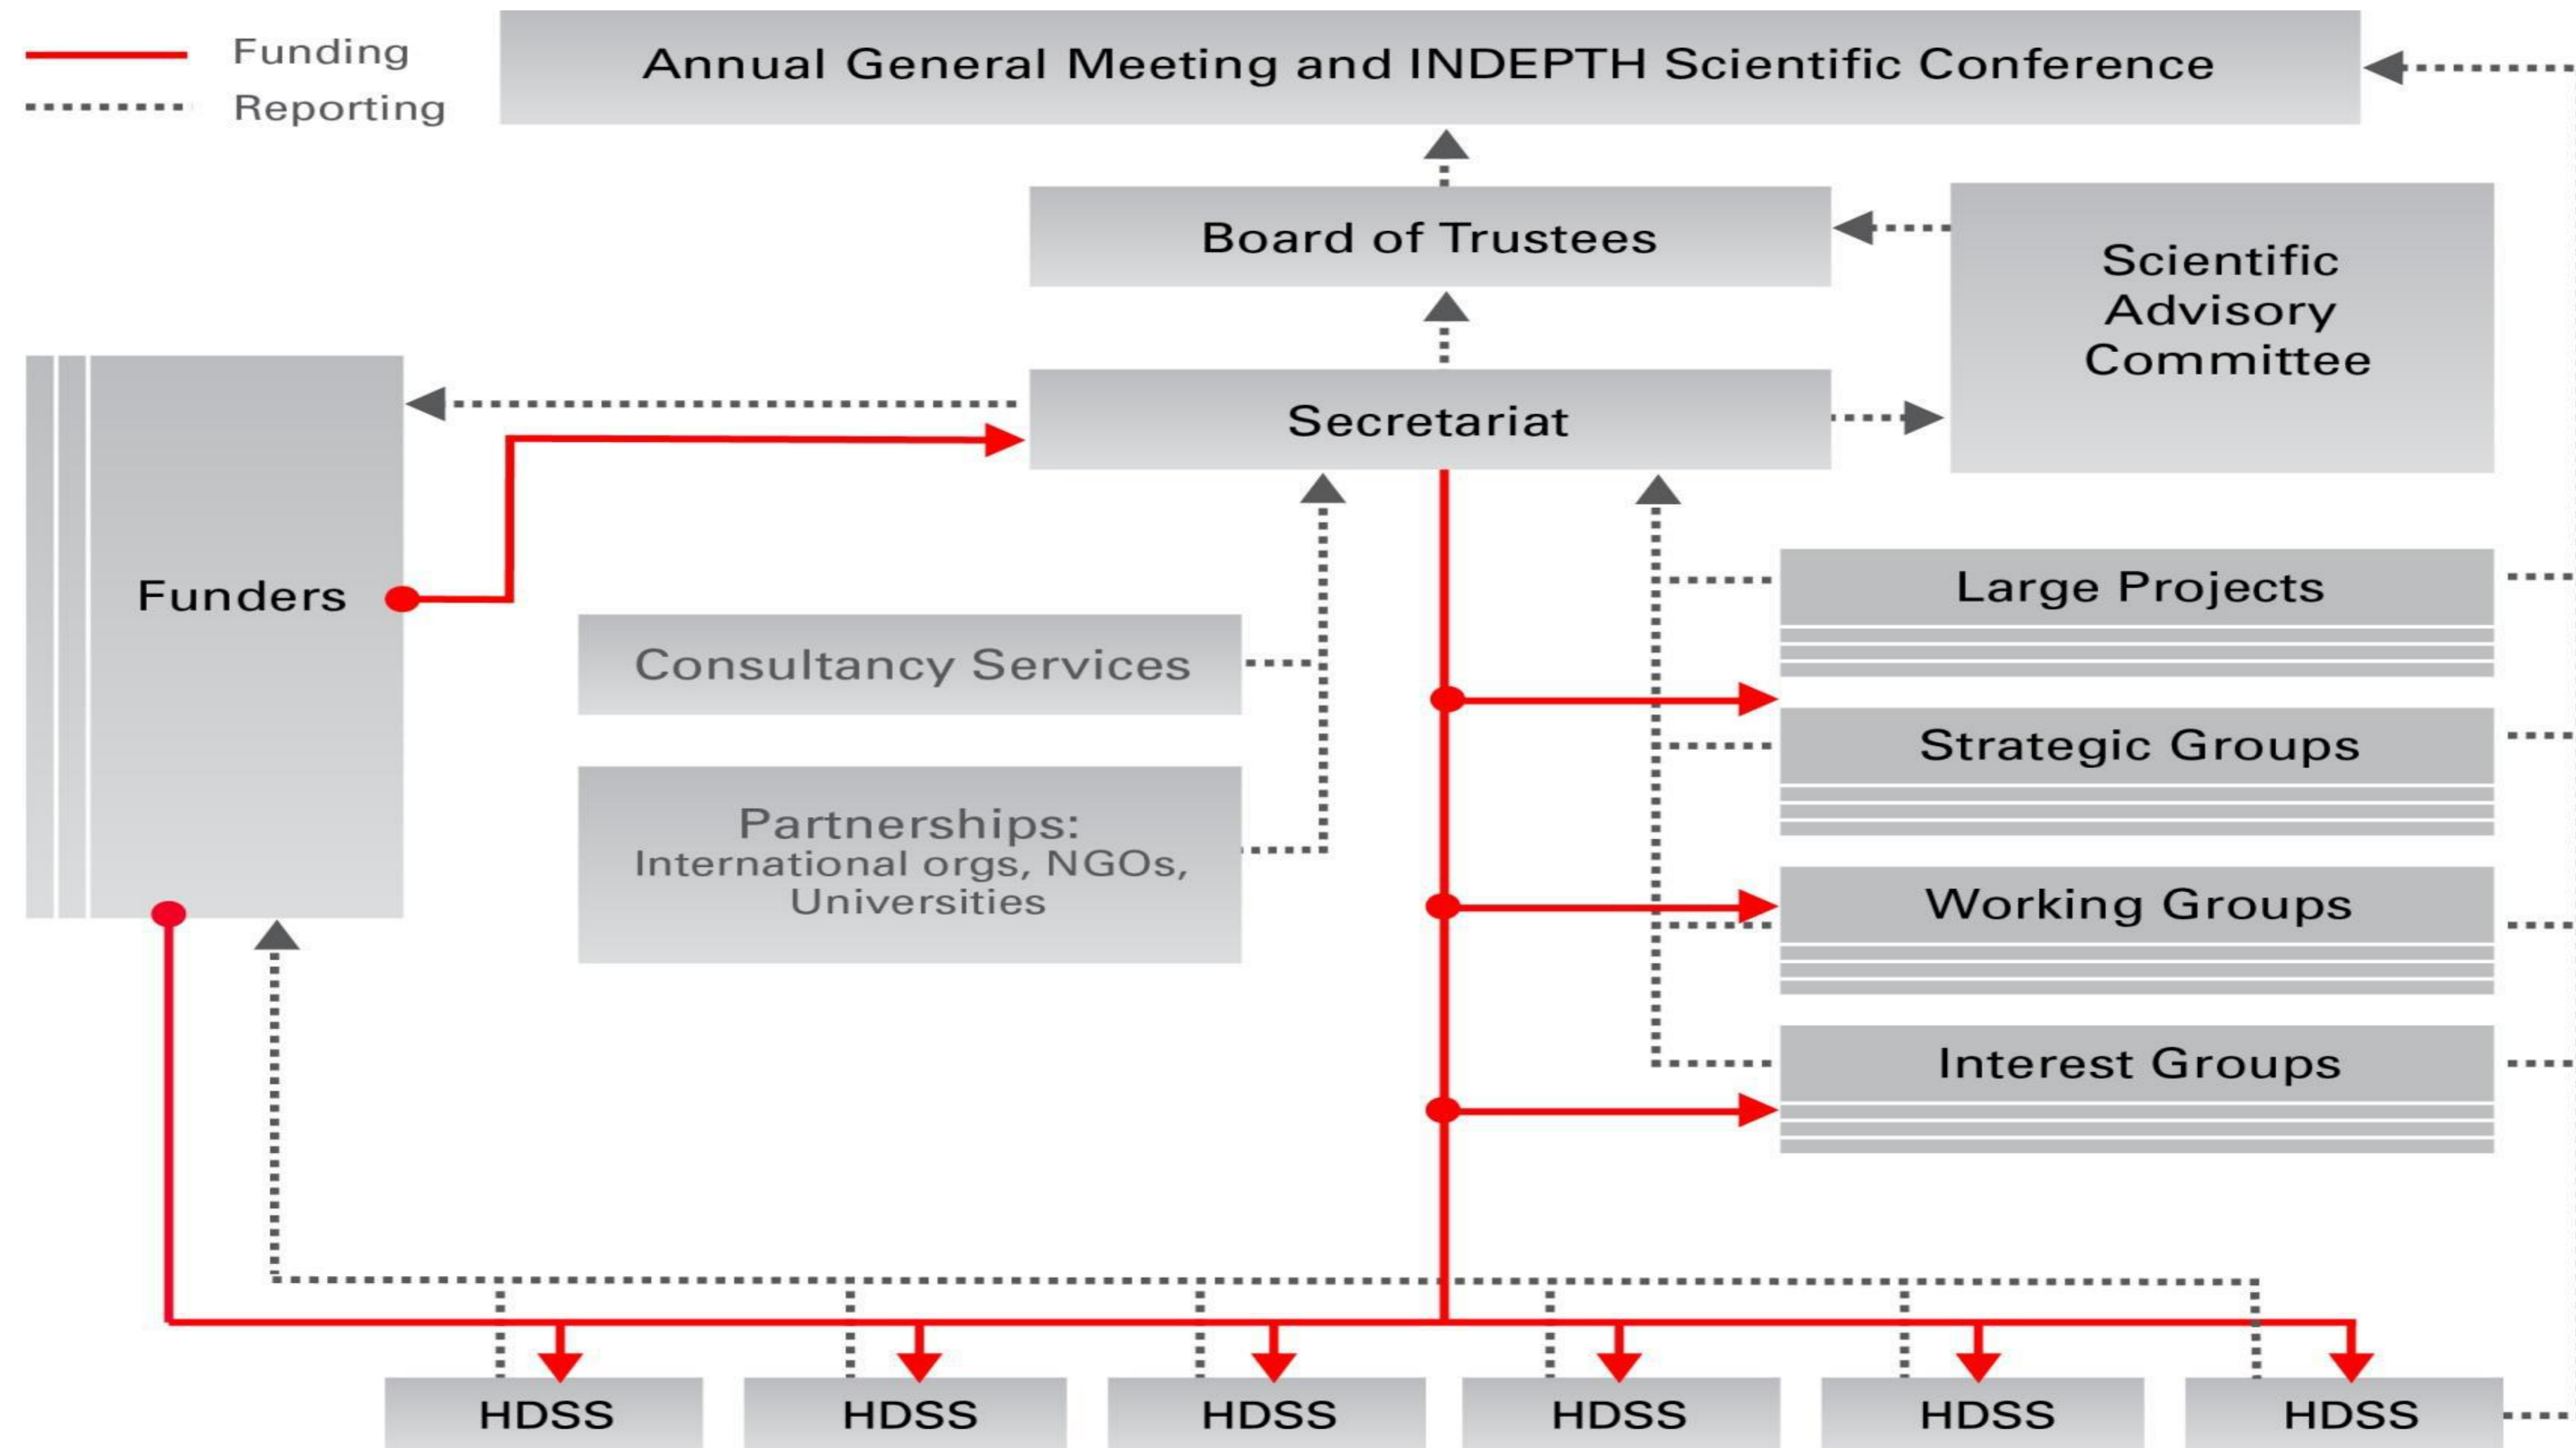 Funding
Reporting
Annual General Meeting and INDEPTH Scientific Conference
Board of Trustees
Scientific
Advisory
Committee
Secretariat
Funders
Consultancy Services
Partnerships:
International orgs, NGOs,
Universities
Large Projects
Strategic Groups
Working Groups
Interest Groups
HDSS
HDSS
HDSS
HDSS
HDSS
HDSS